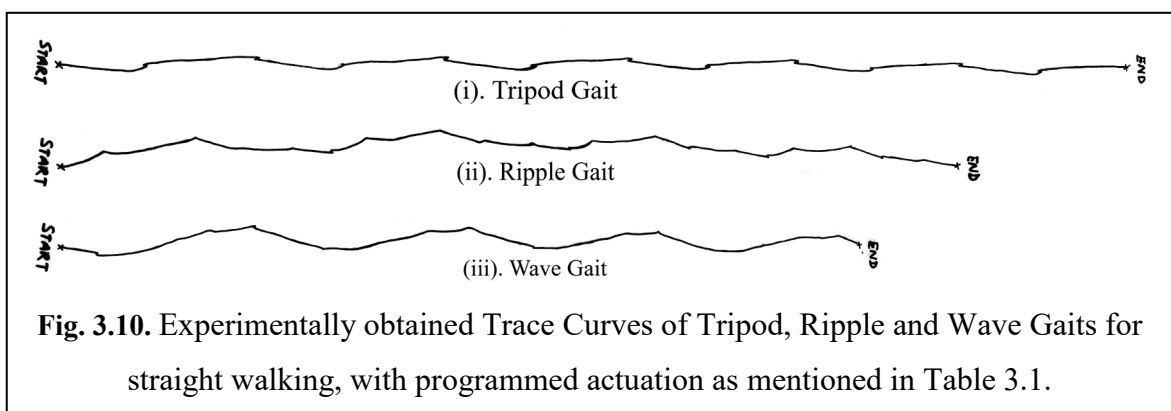 START
END
(i). Tripod Gait
START
END
(ii). Ripple Gait
START
END
(iii). Wave Gait
Fig. 3.10. Experimentally obtained Trace Curves of Tripod, Ripple and Wave Gaits for
straight walking, with programmed actuation as mentioned in Table 3.1.